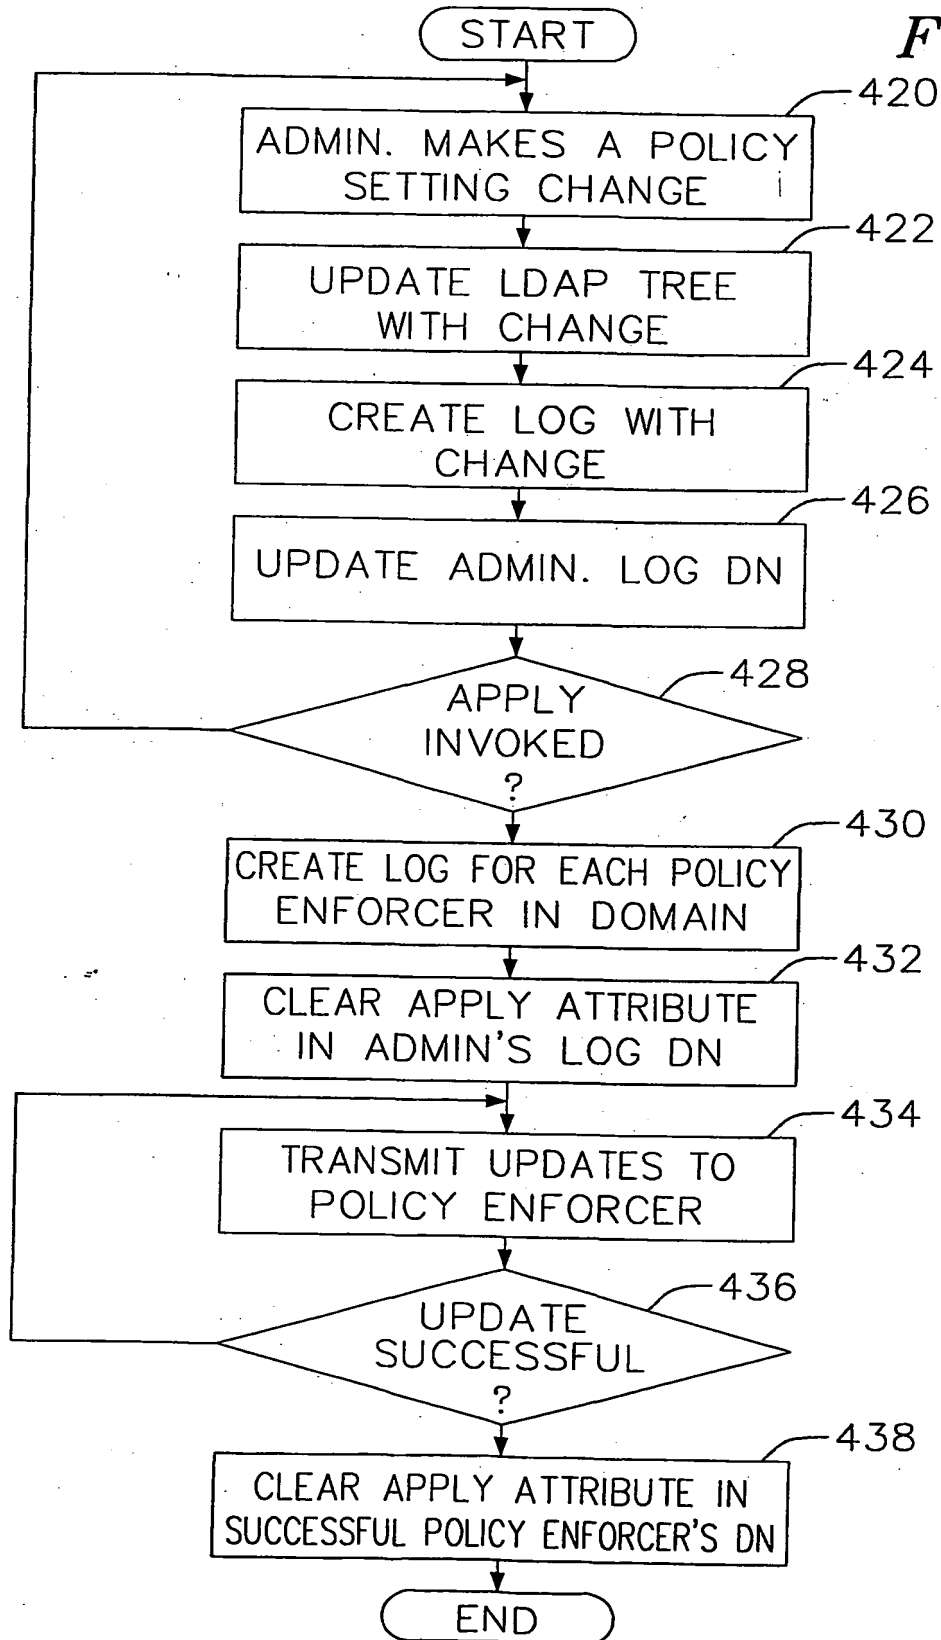 START
F
420
ADMIN. MAKES A POLICY
SETTING CHANGE
422
UPDATE LDAP TREE
WITH CHANGE
424
CREATE LOG WITH
CHANGE
426
UPDATE ADMIN. LOG DN
428
APPLY
INVOKED
?
430
CREATE LOG FOR EACH POLICY
ENFORCER IN DOMAIN
432
CLEAR APPLY ATTRIBUTE
IN ADMIN'S LOG DN
434
TRANSMIT UPDATES TO
POLICY ENFORCER
436
UPDATE
SUCCESSFUL
?
438
CLEAR APPLY ATTRIBUTE IN
SUCCESSFUL POLICY ENFORCER'S DN
END